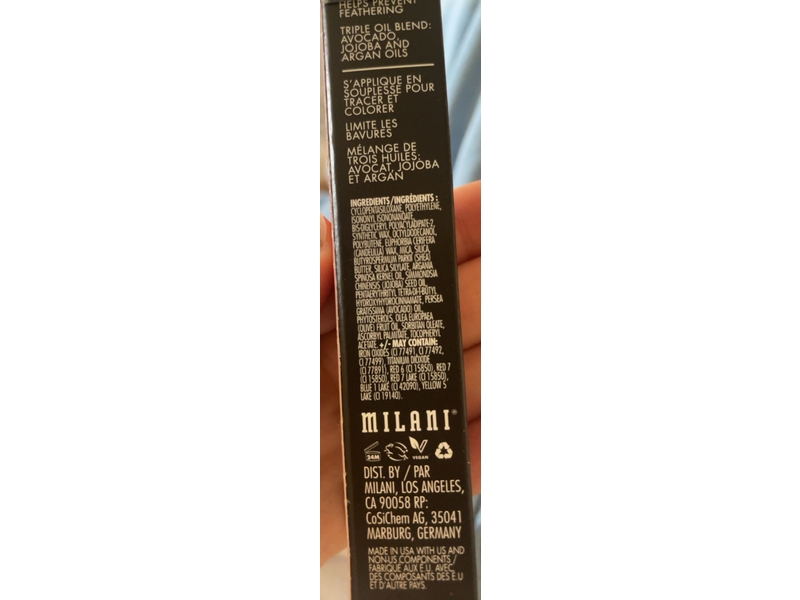 HELPS PREVENT
FEATHERING
TRIPLE OIL BLEND:
AVOCADO,
JOJOBA AND
ARGAN OILS
S'APPLIQUE EN
SOUPLESSE POUR
TRACER ET
COLORER
LIMITE LES
BAVURES
MÉLANGE DE
TROIS HUILES:
AVOCAT, JOJOBA
ET ARGAN
INGREDIENTS/INGRÉDIENTS :
CYCLOPENTASILOXANE, POLYETHYLENE,
ISONONYL ISONONANOATE,
BIS-DIGLYCERYL POLYACYLADIPATE-2,
SYNTHETIC WAX, OCTYLDODECANOL,
POLYBUTENE, EUPHORBIA CERIFERA
(CANDELILLA) WAX, MICA, SILICA,
BUTYROSPERMUM PARKII (SHEA)
BUTTER, SILICA SILYLATE, ARGANIA
SPINOSA KERNEL OIL, SIMMONDSIA
CHINENSIS (JOJOBA) SEED OIL,
PENTAERYTHRITYL TETRA-DI-T-BUTYL
HYDROXYHYDROCINNAMATE, PERSEA
GRATISSIMA (AVOCADO) OIL,
PHYTOSTEROLS, OLEA EUROPAEA
(OLIVE) FRUIT OIL, SORBITAN OLEATE,
ASCORBYL PALMITATE, TOCOPHERYL
ACETATE. +/- MAY CONTAIN:
IRON OXIDES (CI 77491, CI 77492,
CI 77499), TITANIUM DIOXIDE
(CI 77891), RED 6 (CI 15850), RED 7
(CI 15850), RED 7 LAKE (CI 15850),
BLUE 1 LAKE (CI 42090), YELLOW 5
LAKE (CI 19140).
MILANI®
24M
VEGAN
DIST. BY / PAR
MILANI, LOS ANGELES,
CA 90058 RP:
CoSiChem AG, 35041
MARBURG, GERMANY
MADE IN USA WITH US AND
NON-US COMPONENTS /
FABRIQUÉ AUX É.U. AVEC
DES COMPOSANTS DES É.U
ET D'AUTRE PAYS.